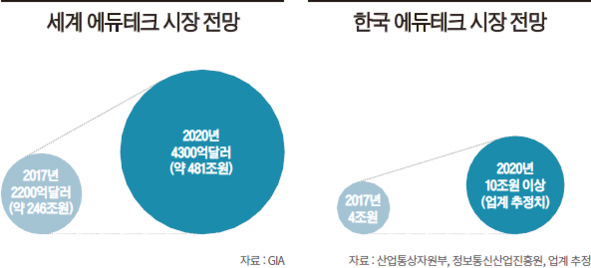 세계 에듀테크 시장 전망
2017년
2200억달러
(약 246조원)
2020년
4300억달러
(약 481조원)
자료 : GIA
한국 에듀테크 시장 전망
2017년
4조원
2020년
10조원 이상
(업계 추정치)
자료 : 산업통상자원부, 정보통신산업진흥원, 업계 추정